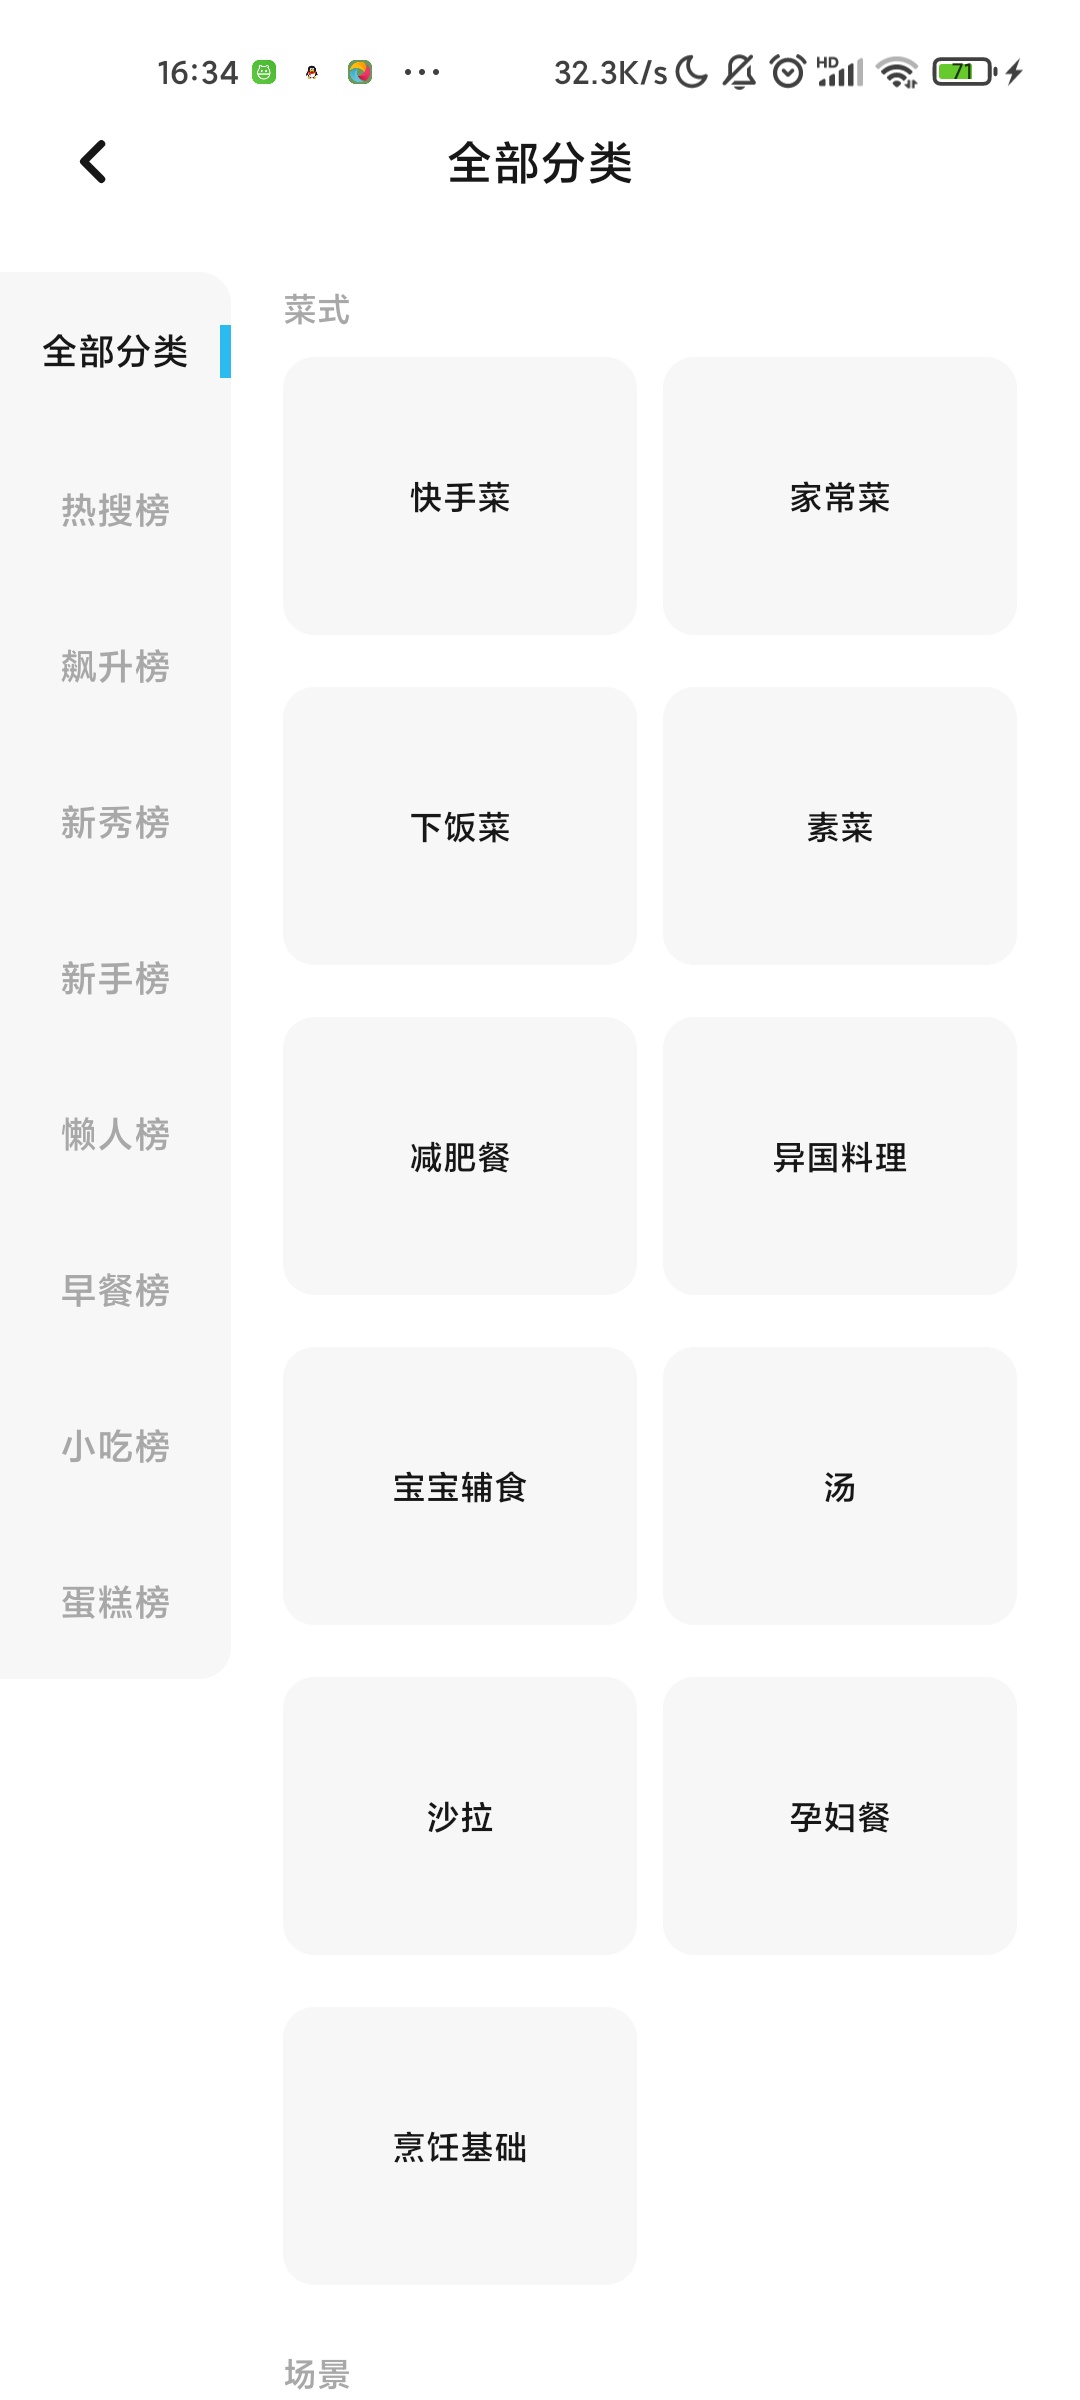 16:34 32.3K/s HD 71
全部分类
全部分类
热搜榜
飙升榜
新秀榜
新手榜
懒人榜
早餐榜
小吃榜
蛋糕榜
菜式
快手菜 家常菜
下饭菜 素菜
减肥餐 异国料理
宝宝辅食 汤
沙拉 孕妇餐
烹饪基础
场景